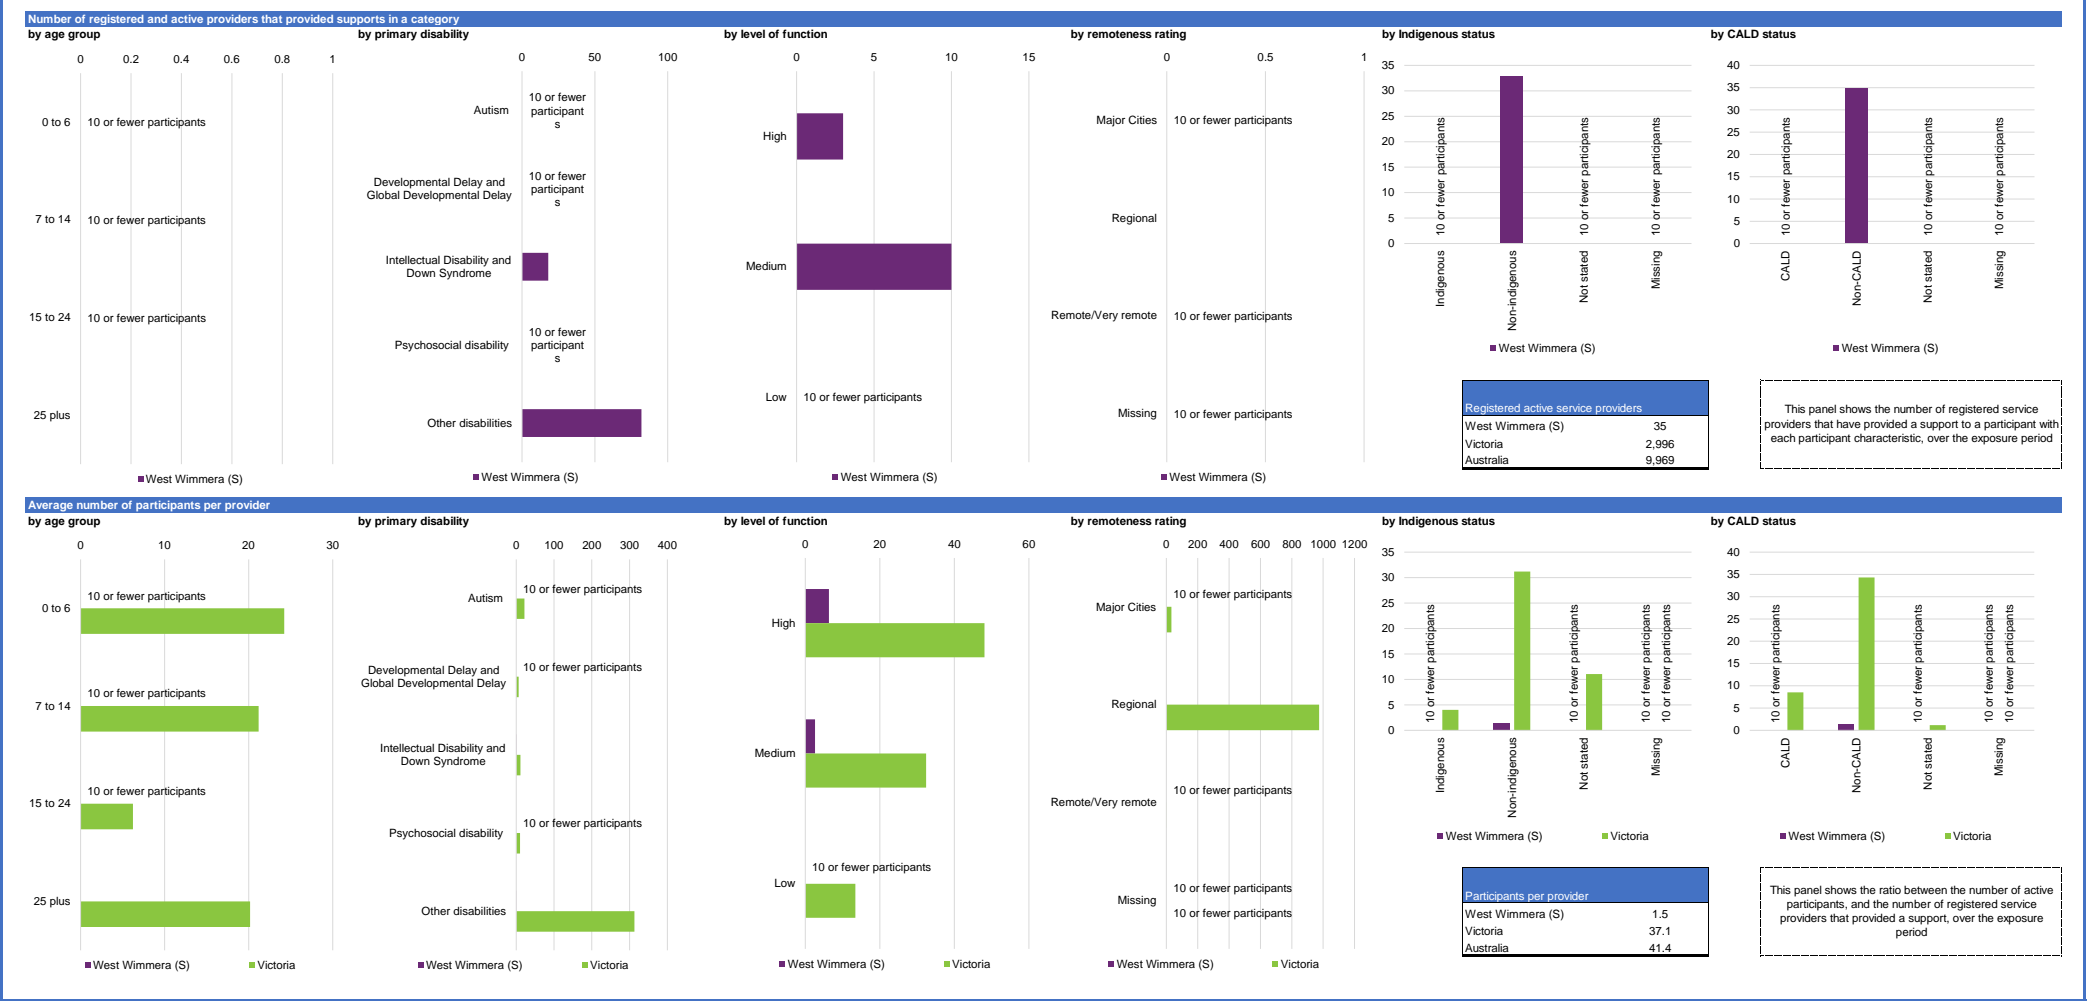 Number of registered and active providers that provided supports in a category
by age group
0 0.2 0.4 0.6 0.8 1
0 to 6 10 or fewer participants
7 to 14 10 or fewer participants
15 to 24 10 or fewer participants
25 plus
West Wimmera (S)
by primary disability
0 50 100
Autism
10 or fewer
participant
s
Developmental Delay and
Global Developmental Delay
10 or fewer
participant
s
Intellectual Disability and
Down Syndrome
Psychosocial disability
10 or fewer
participant
s
Other disabilities
West Wimmera (S)
by level of function
0 5 10 15
High
Medium
Low 10 or fewer participants
West Wimmera (S)
by remoteness rating
0 0.5 1
Major Cities 10 or fewer participants
Regional
Remote/Very remote 10 or fewer participants
Missing 10 or fewer participants
West Wimmera (S)
by Indigenous status
35
30
25
20
15
10
5
0
10 or fewer participants
10 or fewer participants
10 or fewer participants
Indigenous
Non-indigenous
Not stated
Missing
West Wimmera (S)
by CALD status
40
35
30
25
20
15
10
5
0
10 or fewer participants
10 or fewer participants
10 or fewer participants
CALD
Non-CALD
Not stated
Missing
West Wimmera (S)
Registered active service providers
West Wimmera (S) 35
Victoria 2,996
Australia 9,969
This panel shows the number of registered service
providers that have provided a support to a participant with
each participant characteristic, over the exposure period
Average number of participants per provider
by age group
0 10 20 30
10 or fewer participants
0 to 6
10 or fewer participants
7 to 14
10 or fewer participants
15 to 24
25 plus
West Wimmera (S) Victoria
by primary disability
0 100 200 300 400
10 or fewer participants
Autism
10 or fewer participants
Developmental Delay and
Global Developmental Delay
Intellectual Disability and
Down Syndrome
10 or fewer participants
Psychosocial disability
Other disabilities
West Wimmera (S) Victoria
by level of function
0 20 40 60
High
Medium
10 or fewer participants
Low
West Wimmera (S) Victoria
by remoteness rating
0 200 400 600 800 1000 1200
10 or fewer participants
Major Cities
Regional
10 or fewer participants
Remote/Very remote
10 or fewer participants
Missing
10 or fewer participants
West Wimmera (S) Victoria
by Indigenous status
35
30
25
20
15
10
5
0
10 or fewer participants
10 or fewer participants
10 or fewer participants
10 or fewer participants
Indigenous
Non-indigenous
Not stated
Missing
West Wimmera (S) Victoria
by CALD status
40
35
30
25
20
15
10
5
0
10 or fewer participants
10 or fewer participants
10 or fewer participants
10 or fewer participants
CALD
Non-CALD
Not stated
Missing
West Wimmera (S) Victoria
Participants per provider
West Wimmera (S) 1.5
Victoria 37.1
Australia 41.4
This panel shows the ratio between the number of active
participants, and the number of registered service
providers that provided a support, over the exposure
period